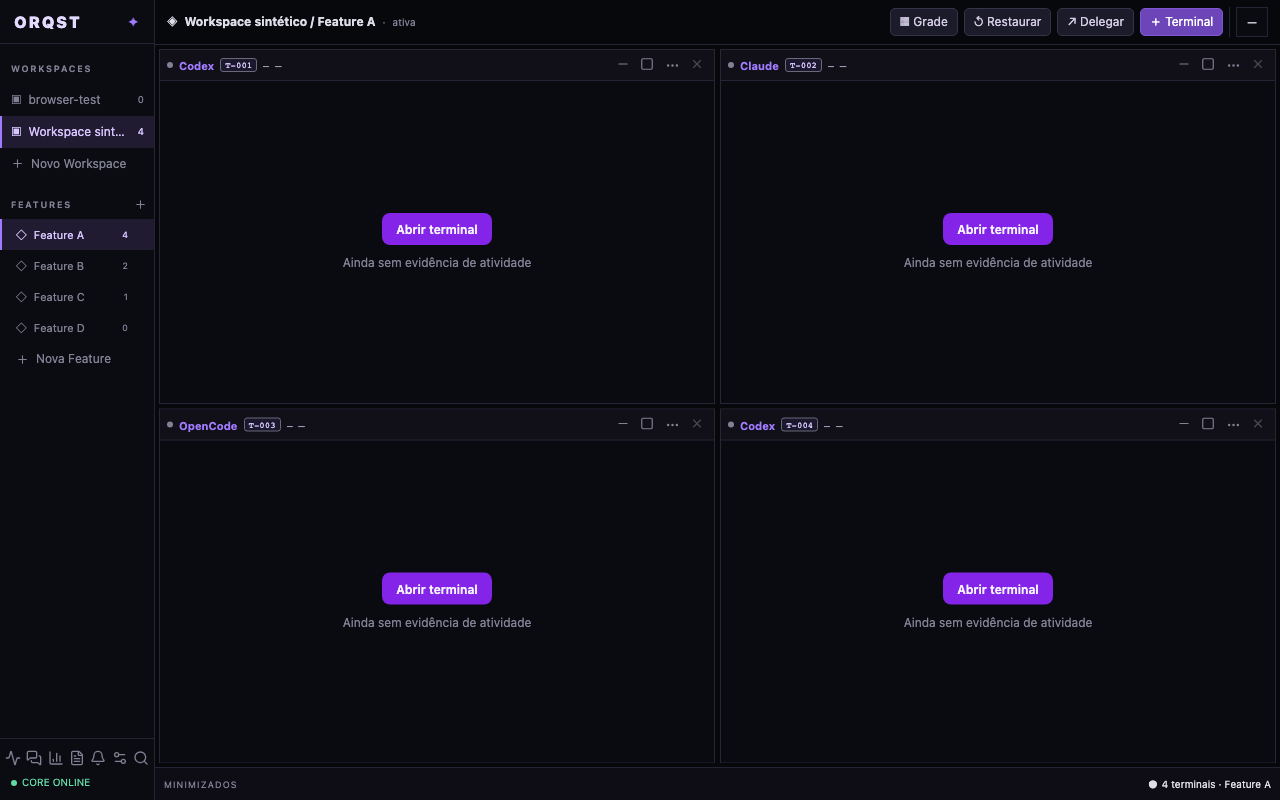 ORQST
WORKSPACES
browser-test 0
Workspace sint... 4
+ Novo Workspace
FEATURES +
Feature A 4
Feature B 2
Feature C 1
Feature D 0
+ Nova Feature
CORE ONLINE
Workspace sintético / Feature A · ativa
Grade
Restaurar
Delegar
+ Terminal
Codex T-001 — —
Abrir terminal
Ainda sem evidência de atividade
Claude T-002 — —
Abrir terminal
Ainda sem evidência de atividade
OpenCode T-003 — —
Abrir terminal
Ainda sem evidência de atividade
Codex T-004 — —
Abrir terminal
Ainda sem evidência de atividade
MINIMIZADOS
4 terminais · Feature A